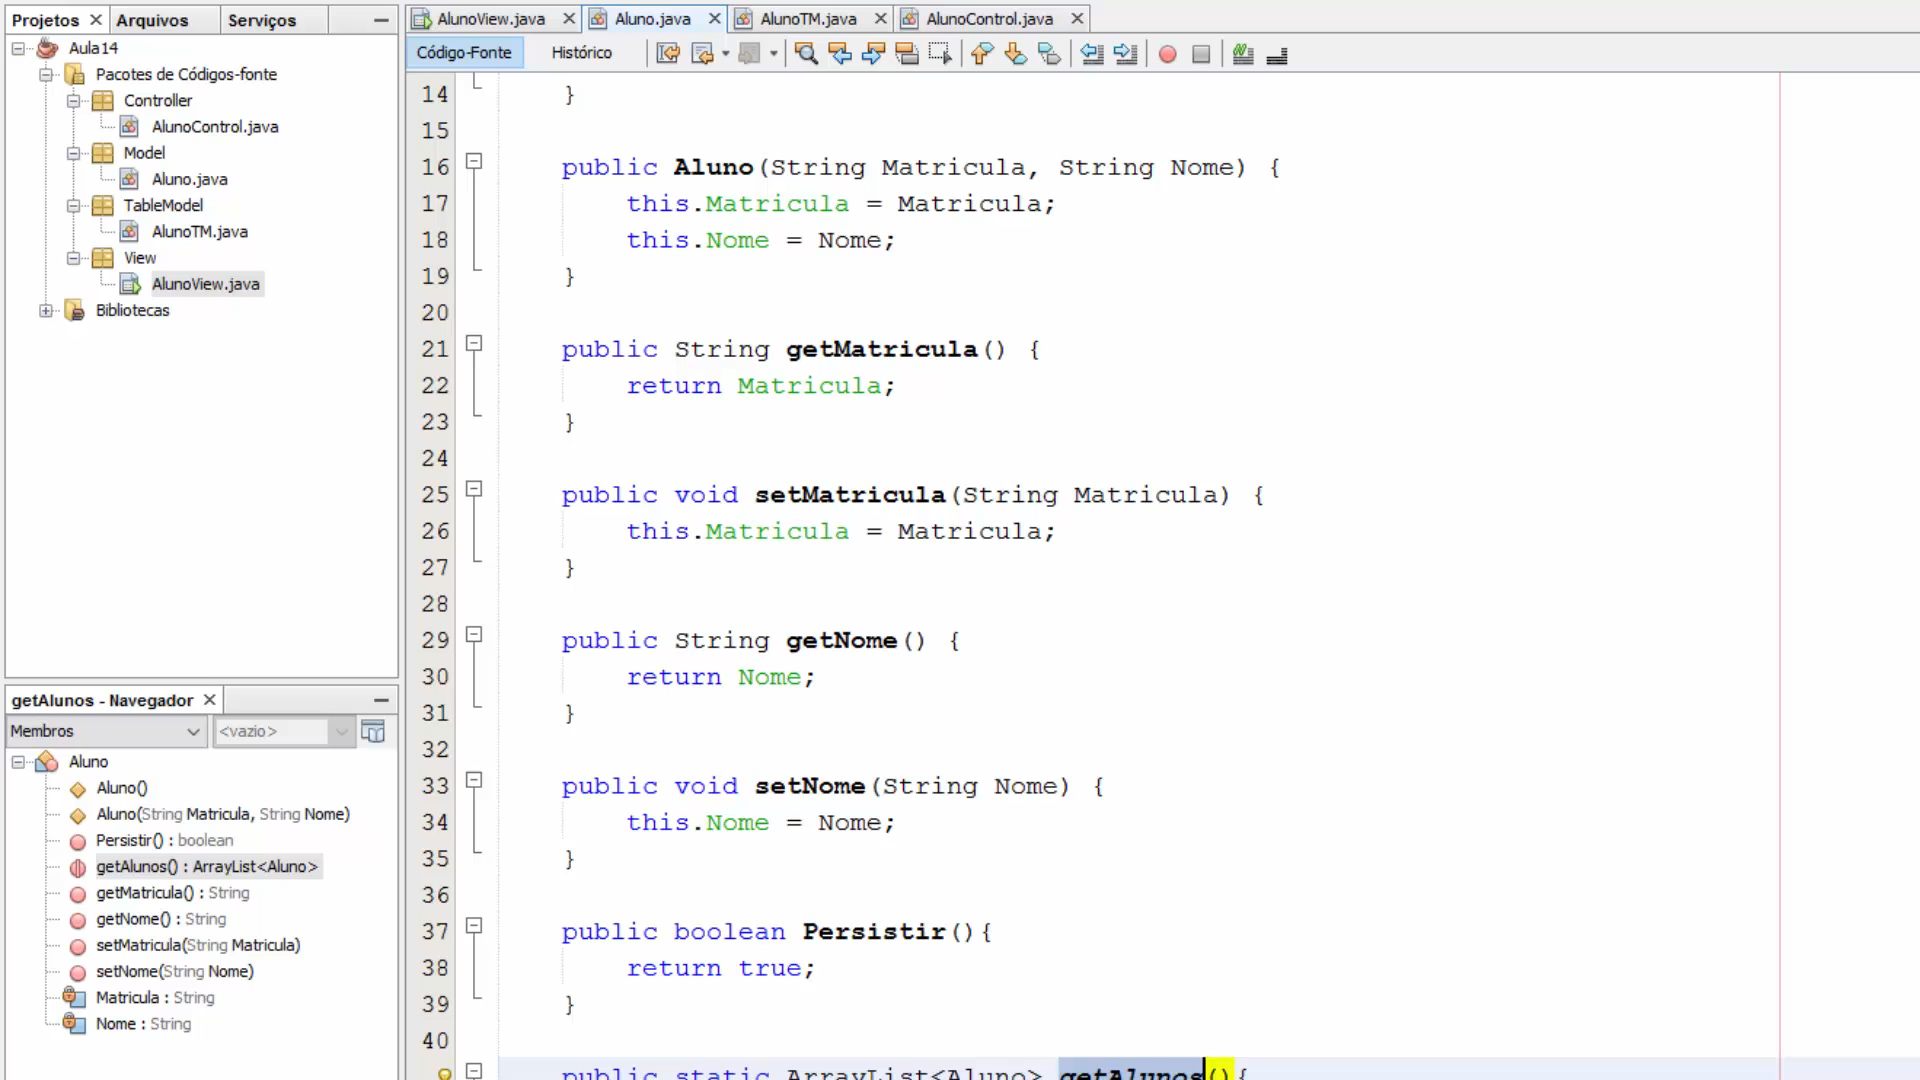 Projetos
Arquivos
Serviços
Aula14
Pacotes de Códigos-fonte
Controller
AlunoControl.java
Model
Aluno.java
TableModel
AlunoTM.java
View
AlunoView.java
Bibliotecas
getAlunos - Navegador
Membros
<vazio>
Aluno
Aluno()
Aluno(String Matricula, String Nome)
Persistir() : boolean
getAlunos() : ArrayList<Aluno>
getMatricula() : String
getNome() : String
setMatricula(String Matricula)
setNome(String Nome)
Matricula : String
Nome : String
AlunoView.java
Aluno.java
AlunoTM.java
AlunoControl.java
Código-Fonte
Histórico
14 }
15
16 public Aluno(String Matricula, String Nome) {
17 this.Matricula = Matricula;
18 this.Nome = Nome;
19 }
20
21 public String getMatricula() {
22 return Matricula;
23 }
24
25 public void setMatricula(String Matricula) {
26 this.Matricula = Matricula;
27 }
28
29 public String getNome() {
30 return Nome;
31 }
32
33 public void setNome(String Nome) {
34 this.Nome = Nome;
35 }
36
37 public boolean Persistir(){
38 return true;
39 }
40
public static ArrayList<Aluno> getAlunos(){